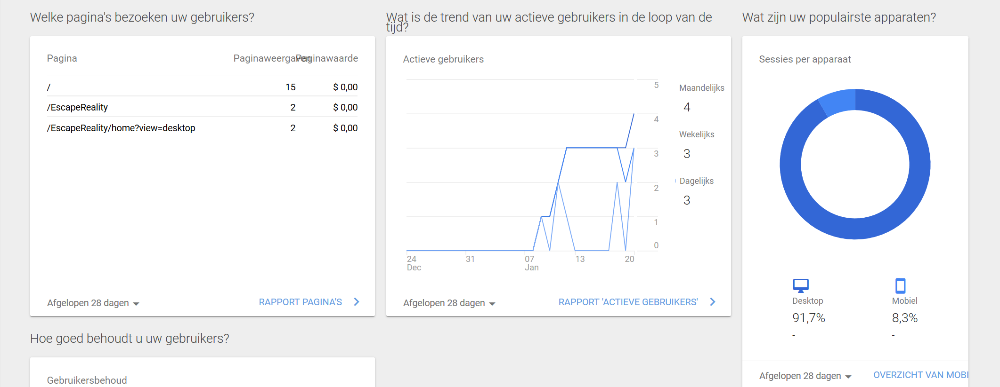 Welke pagina's bezoeken uw gebruikers?
Pagina Paginaweergaven Paginawaarde
/ 15 $ 0,00
/EscapeReality 2 $ 0,00
/EscapeReality/home?view=desktop 2 $ 0,00
Afgelopen 28 dagen RAPPORT PAGINA'S
Hoe goed behoudt u uw gebruikers?
Gebruikersbehoud
Wat is de trend van uw actieve gebruikers in de loop van de
tijd?
Actieve gebruikers
5
4
3
2
1
0
24 31 07 13 20
Dec Jan
Maandelijks
4
Wekelijks
3
Dagelijks
3
Afgelopen 28 dagen RAPPORT 'ACTIEVE GEBRUIKERS'
Wat zijn uw populairste apparaten?
Sessies per apparaat
Desktop Mobiel
91,7% 8,3%
- -
Afgelopen 28 dagen OVERZICHT VAN MOBI